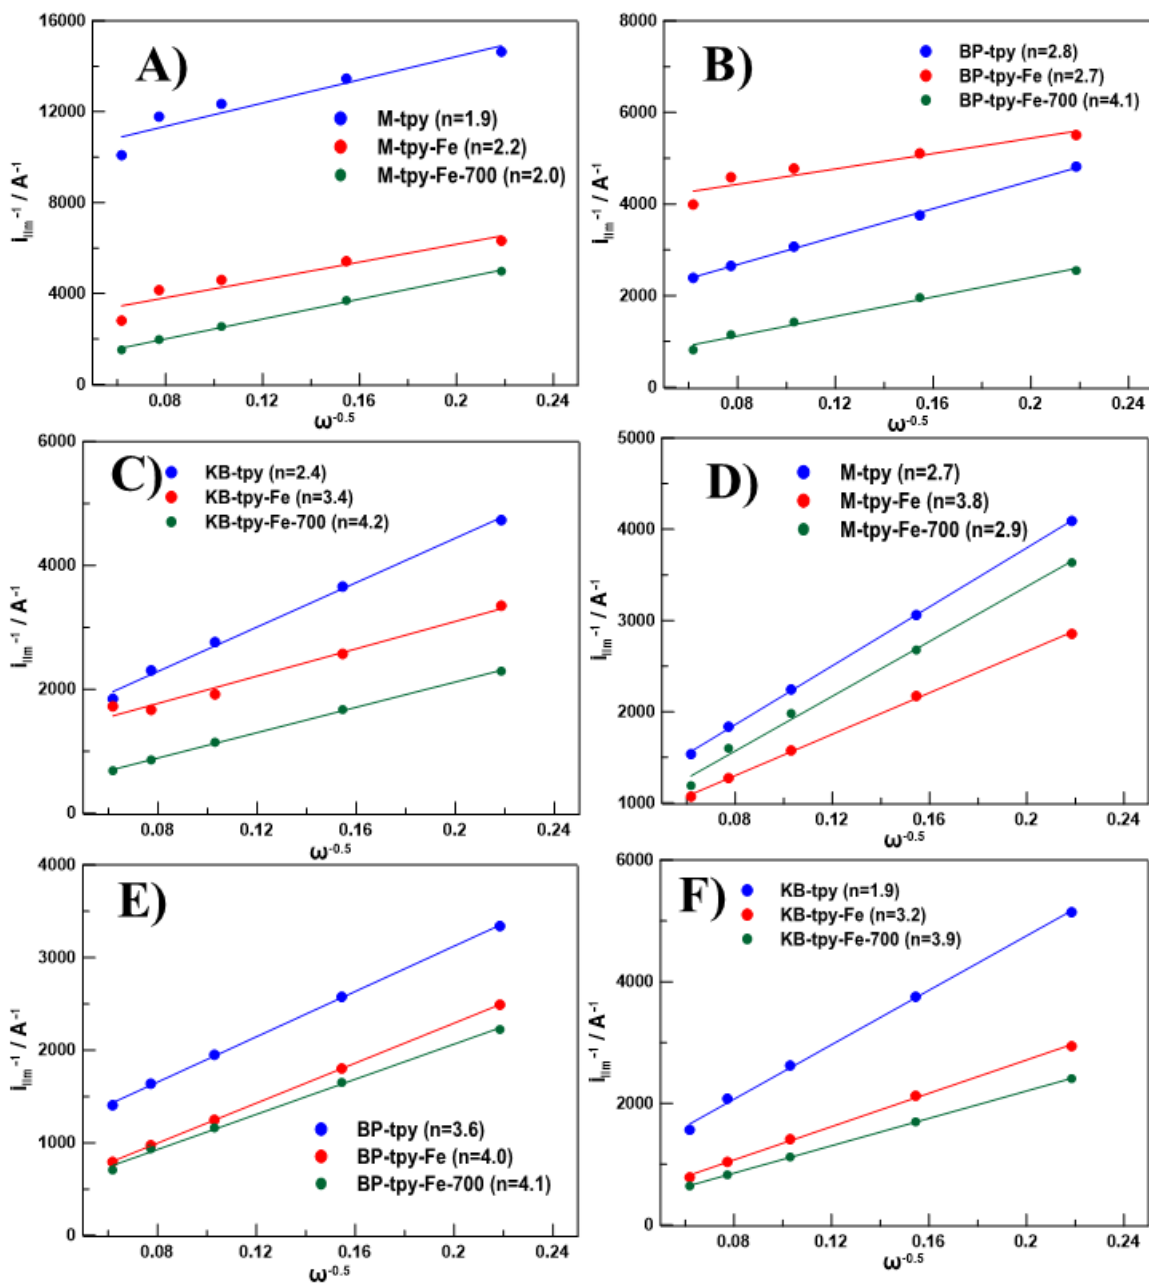 A)
M-tpy (n=1.9)
M-tpy-Fe (n=2.2)
M-tpy-Fe-700 (n=2.0)
16000
12000
8000
4000
0
i_lim^-1 / A^-1
0.08 0.12 0.16 0.2 0.24
ω^-0.5
B)
BP-tpy (n=2.8)
BP-tpy-Fe (n=2.7)
BP-tpy-Fe-700 (n=4.1)
8000
6000
4000
2000
0
i_lim^-1 / A^-1
0.08 0.12 0.16 0.2 0.24
ω^-0.5
C)
KB-tpy (n=2.4)
KB-tpy-Fe (n=3.4)
KB-tpy-Fe-700 (n=4.2)
6000
4000
2000
0
i_lim^-1 / A^-1
0.08 0.12 0.16 0.2 0.24
ω^-0.5
D)
M-tpy (n=2.7)
M-tpy-Fe (n=3.8)
M-tpy-Fe-700 (n=2.9)
5000
4000
3000
2000
1000
i_lim^-1 / A^-1
0.08 0.12 0.16 0.2 0.24
ω^-0.5
E)
BP-tpy (n=3.6)
BP-tpy-Fe (n=4.0)
BP-tpy-Fe-700 (n=4.1)
4000
3000
2000
1000
0
i_lim^-1 / A^-1
0.08 0.12 0.16 0.2 0.24
ω^-0.5
F)
KB-tpy (n=1.9)
KB-tpy-Fe (n=3.2)
KB-tpy-Fe-700 (n=3.9)
6000
4000
2000
0
i_lim^-1 / A^-1
0.08 0.12 0.16 0.2 0.24
ω^-0.5